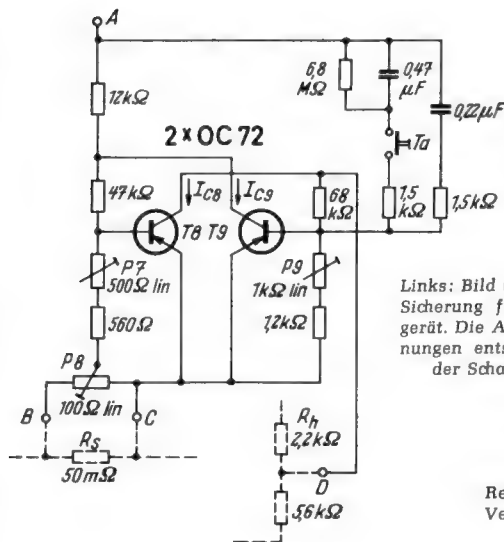 A
12kΩ
6,8
MΩ
0,47
μF
0,22μF
2×OC 72
Ta
47kΩ
IC8
IC9
68
kΩ
1,5
kΩ
1,5kΩ
T8 T9
P7
500Ω lin
P9
1kΩ lin
560Ω
1,2kΩ
P8
100Ω lin
B
C
Rs
50mΩ
Rh
2,2kΩ
D
5,6kΩ
Links: Bild
Sicherung f
gerät. Die A
nungen ents
der Scha
Re
Ve